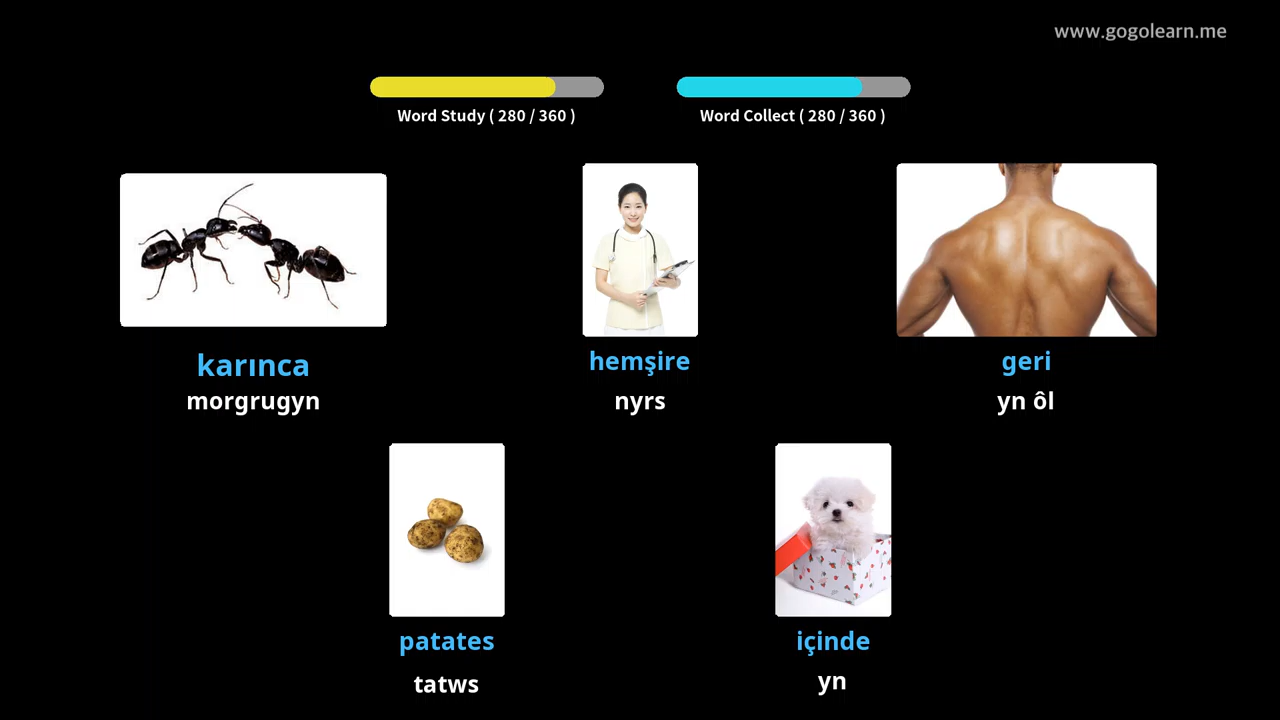 www.gogolearn.me
Word Study ( 280 / 360 )
Word Collect ( 280 / 360 )
karınca
morgrugyn
hemşire
nyrs
geri
yn ôl
patates
tatws
içinde
yn